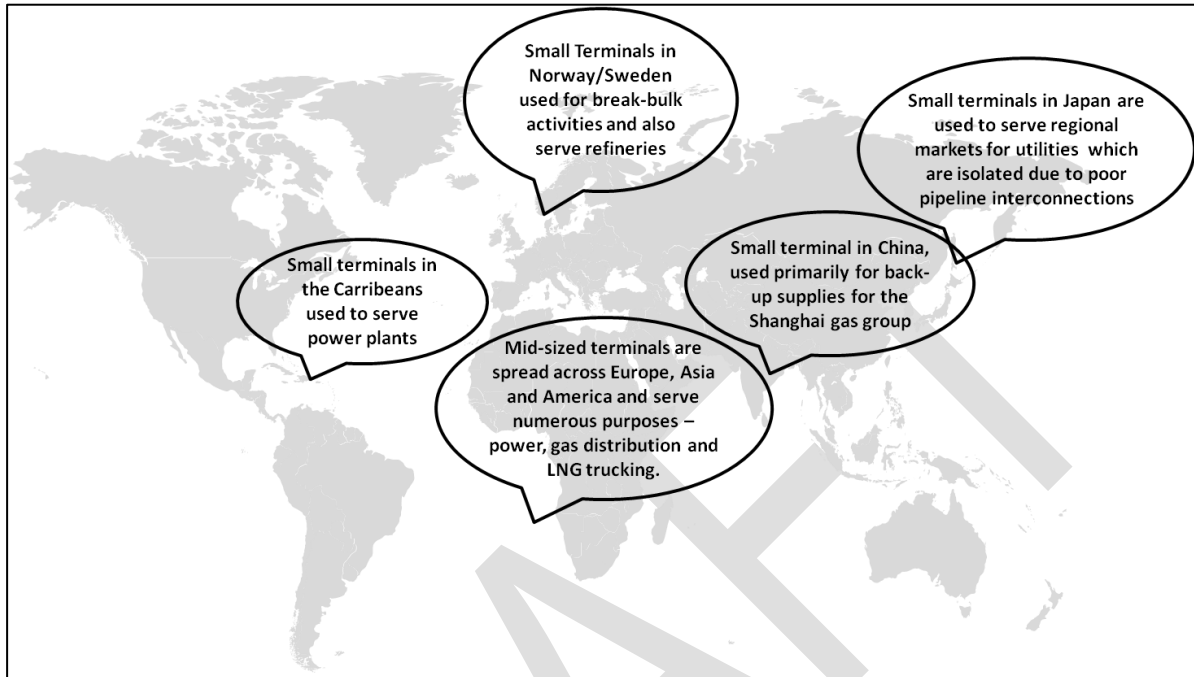 Small Terminals in
Norway/Sweden
used for break-bulk
activities and also
serve refineries
Small terminals in Japan are
used to serve regional
markets for utilities which
are isolated due to poor
pipeline interconnections
Small terminals in
the Carribeans
used to serve
power plants
Small terminal in China,
used primarily for back-
up supplies for the
Shanghai gas group
Mid-sized terminals are
spread across Europe, Asia
and America and serve
numerous purposes –
power, gas distribution and
LNG trucking.